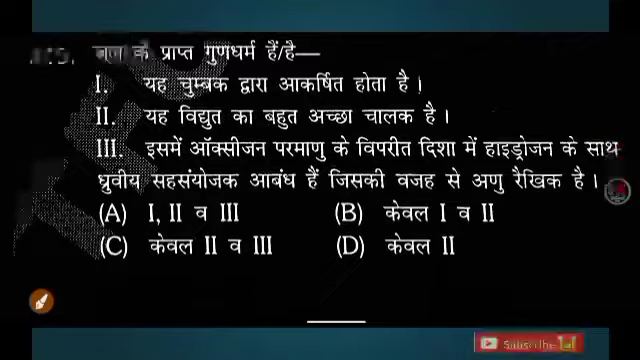 के प्राप्त गुणधर्म हैं/है—
I. यह चुम्बक द्वारा आकर्षित होता है।
II. यह विद्युत का बहुत अच्छा चालक है।
III. इसमें ऑक्सीजन परमाणु के विपरीत दिशा में हाइड्रोजन के साथ
ध्रुवीय सहसंयोजक आबंध हैं जिसकी वजह से अणु रैखिक है।
(A) I, II व III (B) केवल I व II
(C) केवल II व III (D) केवल II
Subscribe